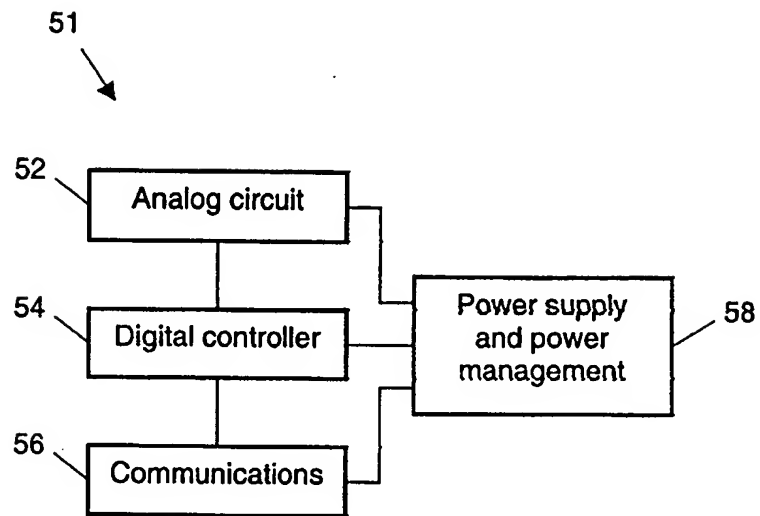 51
52
Analog circuit
54
Digital controller
Power supply
and power
management
58
56
Communications